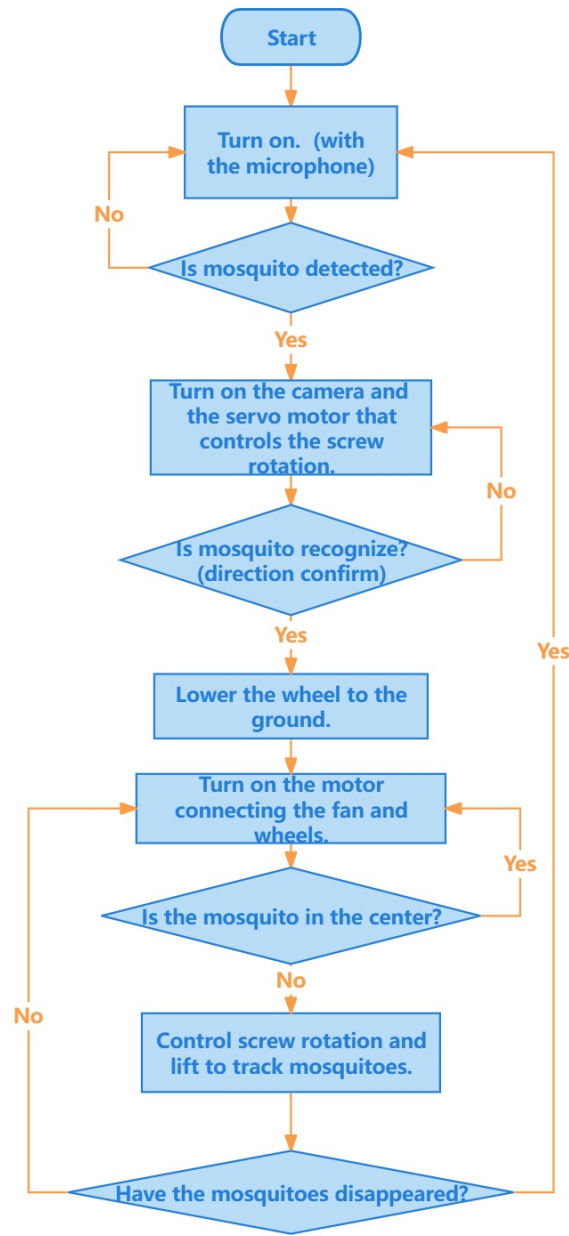 Start
Turn on. (with
the microphone)
No
Is mosquito detected?
Yes
Turn on the camera and
the servo motor that
controls the screw
rotation.
No
Is mosquito recognize?
(direction confirm)
Yes
Yes
Lower the wheel to the
ground.
Turn on the motor
connecting the fan and
wheels.
Yes
Is the mosquito in the center?
No
No
Control screw rotation and
lift to track mosquitoes.
Have the mosquitoes disappeared?